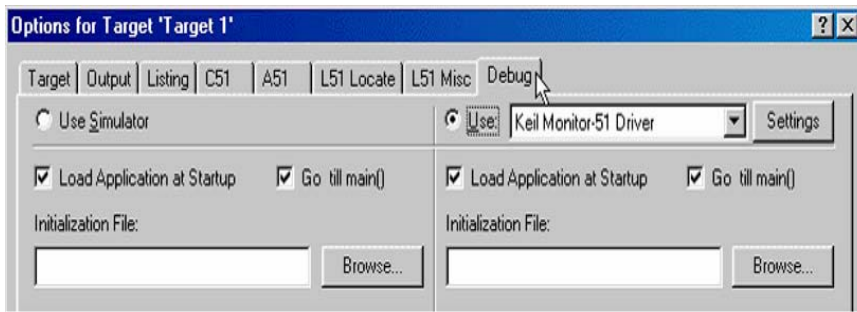 Options for Target 'Target 1'
Target Output Listing C51 A51 L51 Locate L51 Misc Debug
Use Simulator
Use: Keil Monitor-51 Driver Settings
Load Application at Startup Go till main() Load Application at Startup Go till main()
Initialization File: Initialization File:
Browse... Browse...